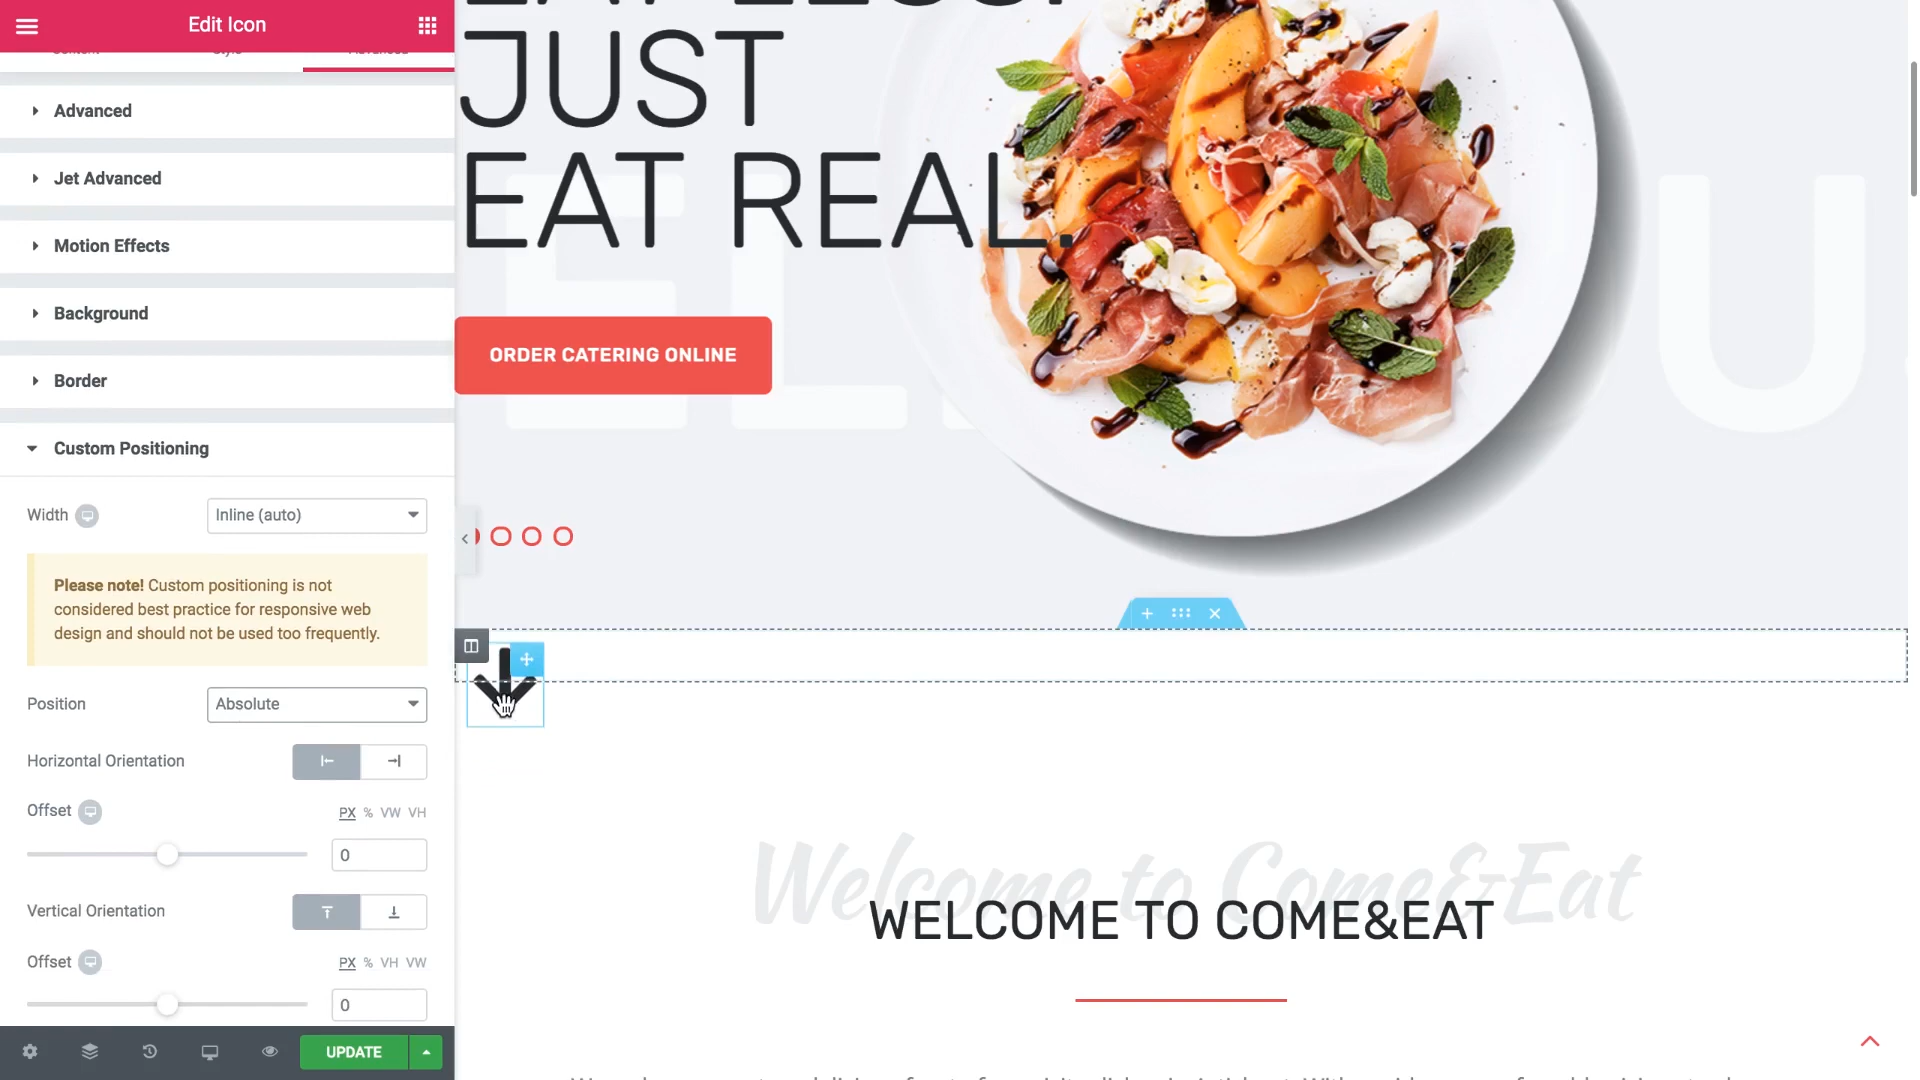 Edit Icon
Content Style Advanced
Advanced
Jet Advanced
Motion Effects
Background
Border
Custom Positioning
Width
Inline (auto)
Please note! Custom positioning is not
considered best practice for responsive web
design and should not be used too frequently.
Position
Absolute
Horizontal Orientation
Offset
PX % VW VH
0
Vertical Orientation
Offset
PX % VH VW
0
UPDATE
JUST
EAT REAL.
ORDER CATERING ONLINE
Welcome to Come&Eat
WELCOME TO COME&EAT